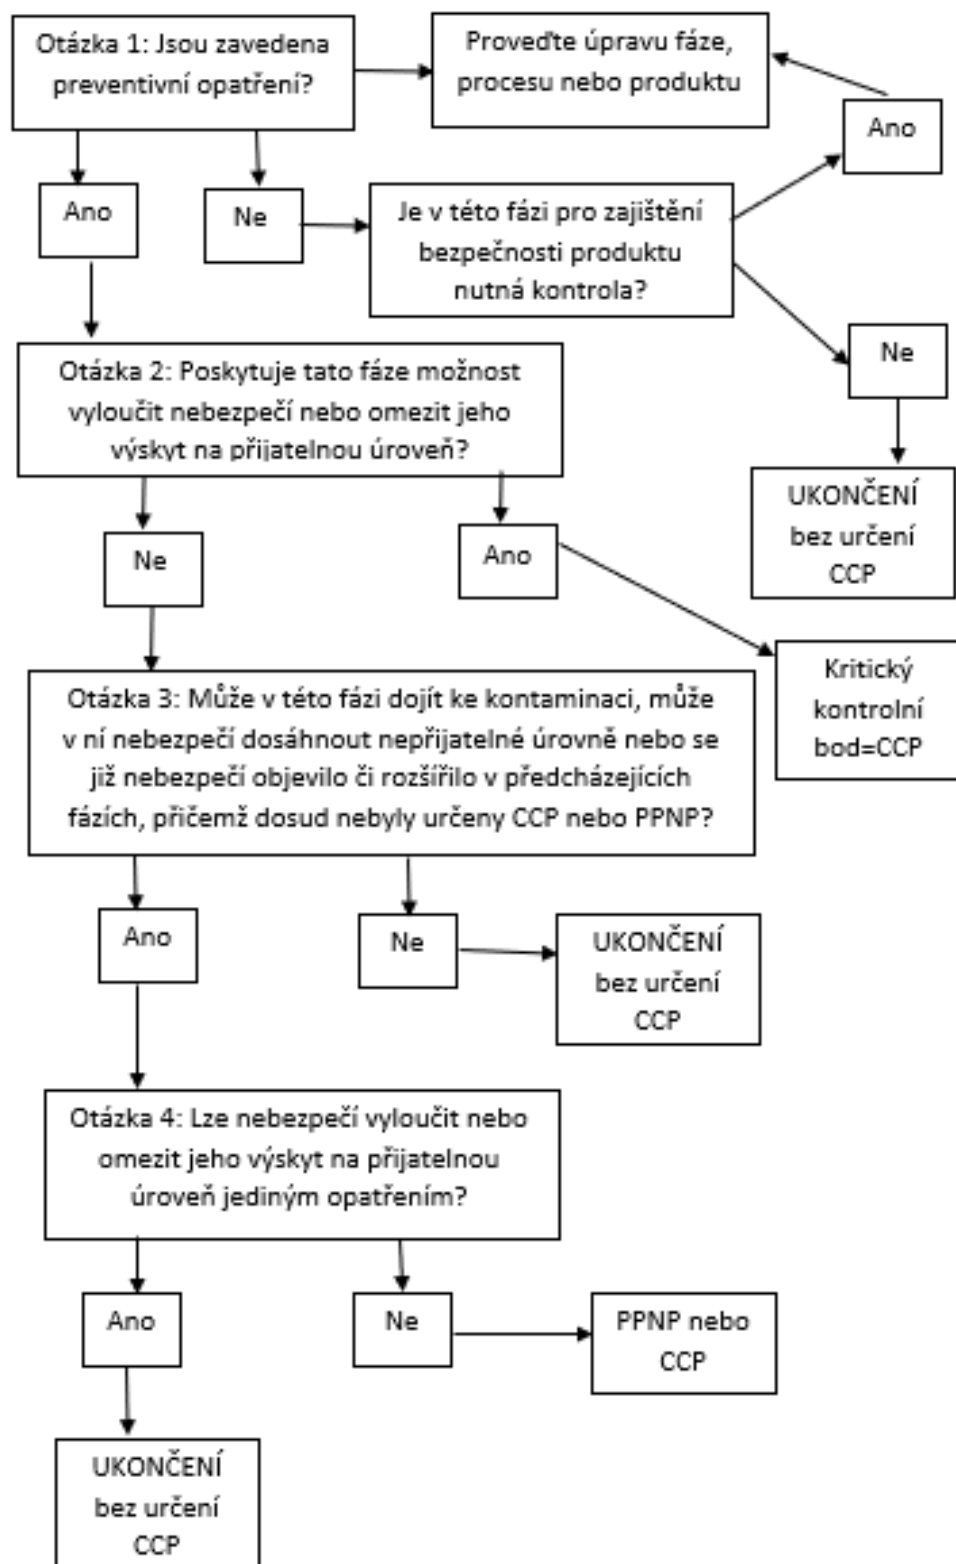 Otázka 1: Jsou zavedena
preventivní opatření?
Proveďte úpravu fáze,
procesu nebo produktu
Ano
Ano
Ne
Je v této fázi pro zajištění
bezpečnosti produktu
nutná kontrola?
Ne
UKONČENÍ
bez určení
CCP
Otázka 2: Poskytuje tato fáze možnost
vyloučit nebezpečí nebo omezit jeho
výskyt na přijatelnou úroveň?
Ne
Ano
Kritický
kontrolní
bod=CCP
Otázka 3: Může v této fázi dojít ke kontaminaci, může
v ní nebezpečí dosáhnout nepřijatelné úrovně nebo se
již nebezpečí objevilo či rozšířilo v předcházejících
fázích, přičemž dosud nebyly určeny CCP nebo PPNP?
Ano
Ne
UKONČENÍ
bez určení
CCP
Otázka 4: Lze nebezpečí vyloučit nebo
omezit jeho výskyt na přijatelnou
úroveň jediným opatřením?
Ano
Ne
PPNP nebo
CCP
UKONČENÍ
bez určení
CCP